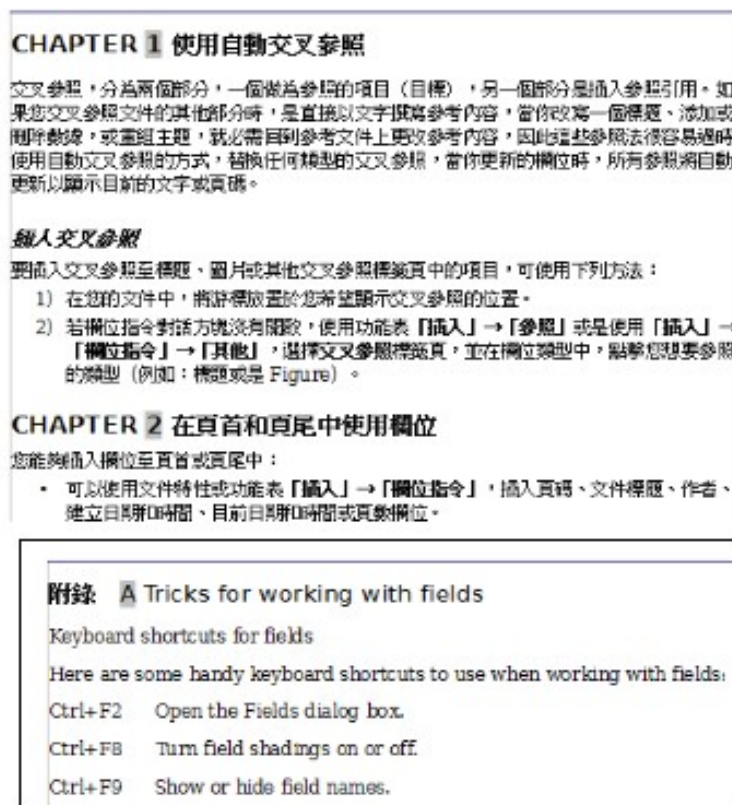 CHAPTER 1 使用自動交叉參照
交叉參照,分為兩個部分,一個做為參照的項目(目標),另一個部分是插入參照引用。如
果您交叉參照文件的其他部分時,是直接以文字撰寫參考內容,當你改寫一個標題、添加或
刪除數線,或重組主題,就必需回到參考文件上更改參考內容,因此這些參照法很容易過時
使用自動交叉參照的方式,替換任何類型的交叉參照,當你更新的欄位時,所有參照將自動
更新以顯示目前的文字或頁碼。
插入交叉參照
要插入交叉參照至標題、圖片或其他交叉參照標籤頁中的項目,可使用下列方法:
1) 在您的文件中,將游標放置於您希望顯示交叉參照的位置。
2) 若欄位指令對話方塊沒有開啟,使用功能表「插入」→「參照」或是使用「插入」→
「欄位指令」→「其他」,選擇交叉參照標籤頁,並在欄位類型中,點擊您想要參照
的類型(例如:標題或是 Figure)。
CHAPTER 2 在頁首和頁尾中使用欄位
您能夠插入欄位至頁首或頁尾中:
• 可以使用文件特性或功能表「插入」→「欄位指令」,插入頁碼、文件標題、作者、
建立日期和時間、目前日期和時間或頁數欄位。
附錄 A Tricks for working with fields
Keyboard shortcuts for fields
Here are some handy keyboard shortcuts to use when working with fields:
Ctrl+F2 Open the Fields dialog box.
Ctrl+F8 Turn field shadings on or off.
Ctrl+F9 Show or hide field names.